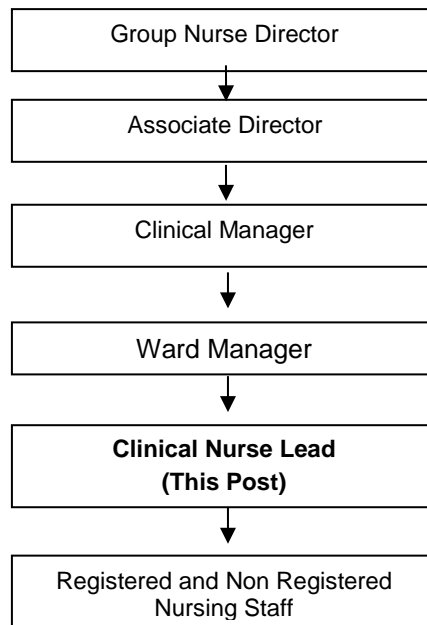 Group Nurse Director
Associate Director
Clinical Manager
Ward Manager
Clinical Nurse Lead
(This Post)
Registered and Non Registered
Nursing Staff